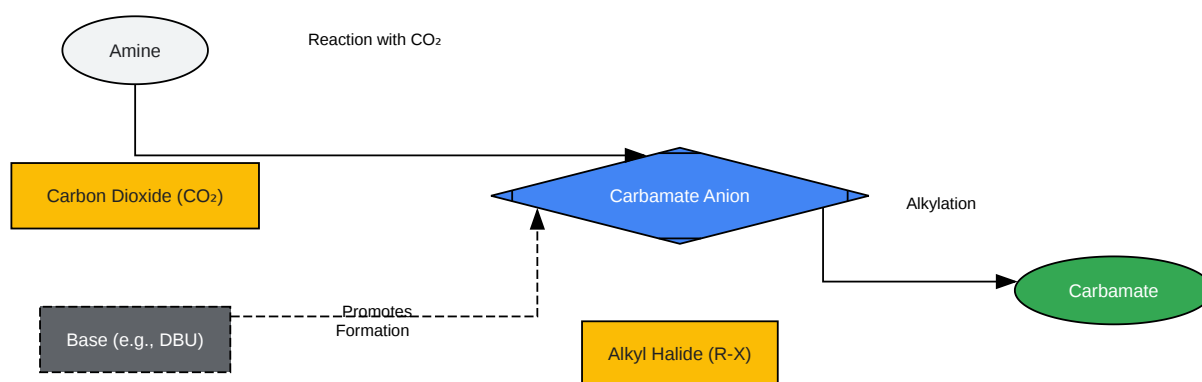 Amine
Reaction with CO₂
Carbon Dioxide (CO₂)
Carbamate Anion
Alkylation
Carbamate
Base (e.g., DBU)
Promotes
Formation
Alkyl Halide (R-X)